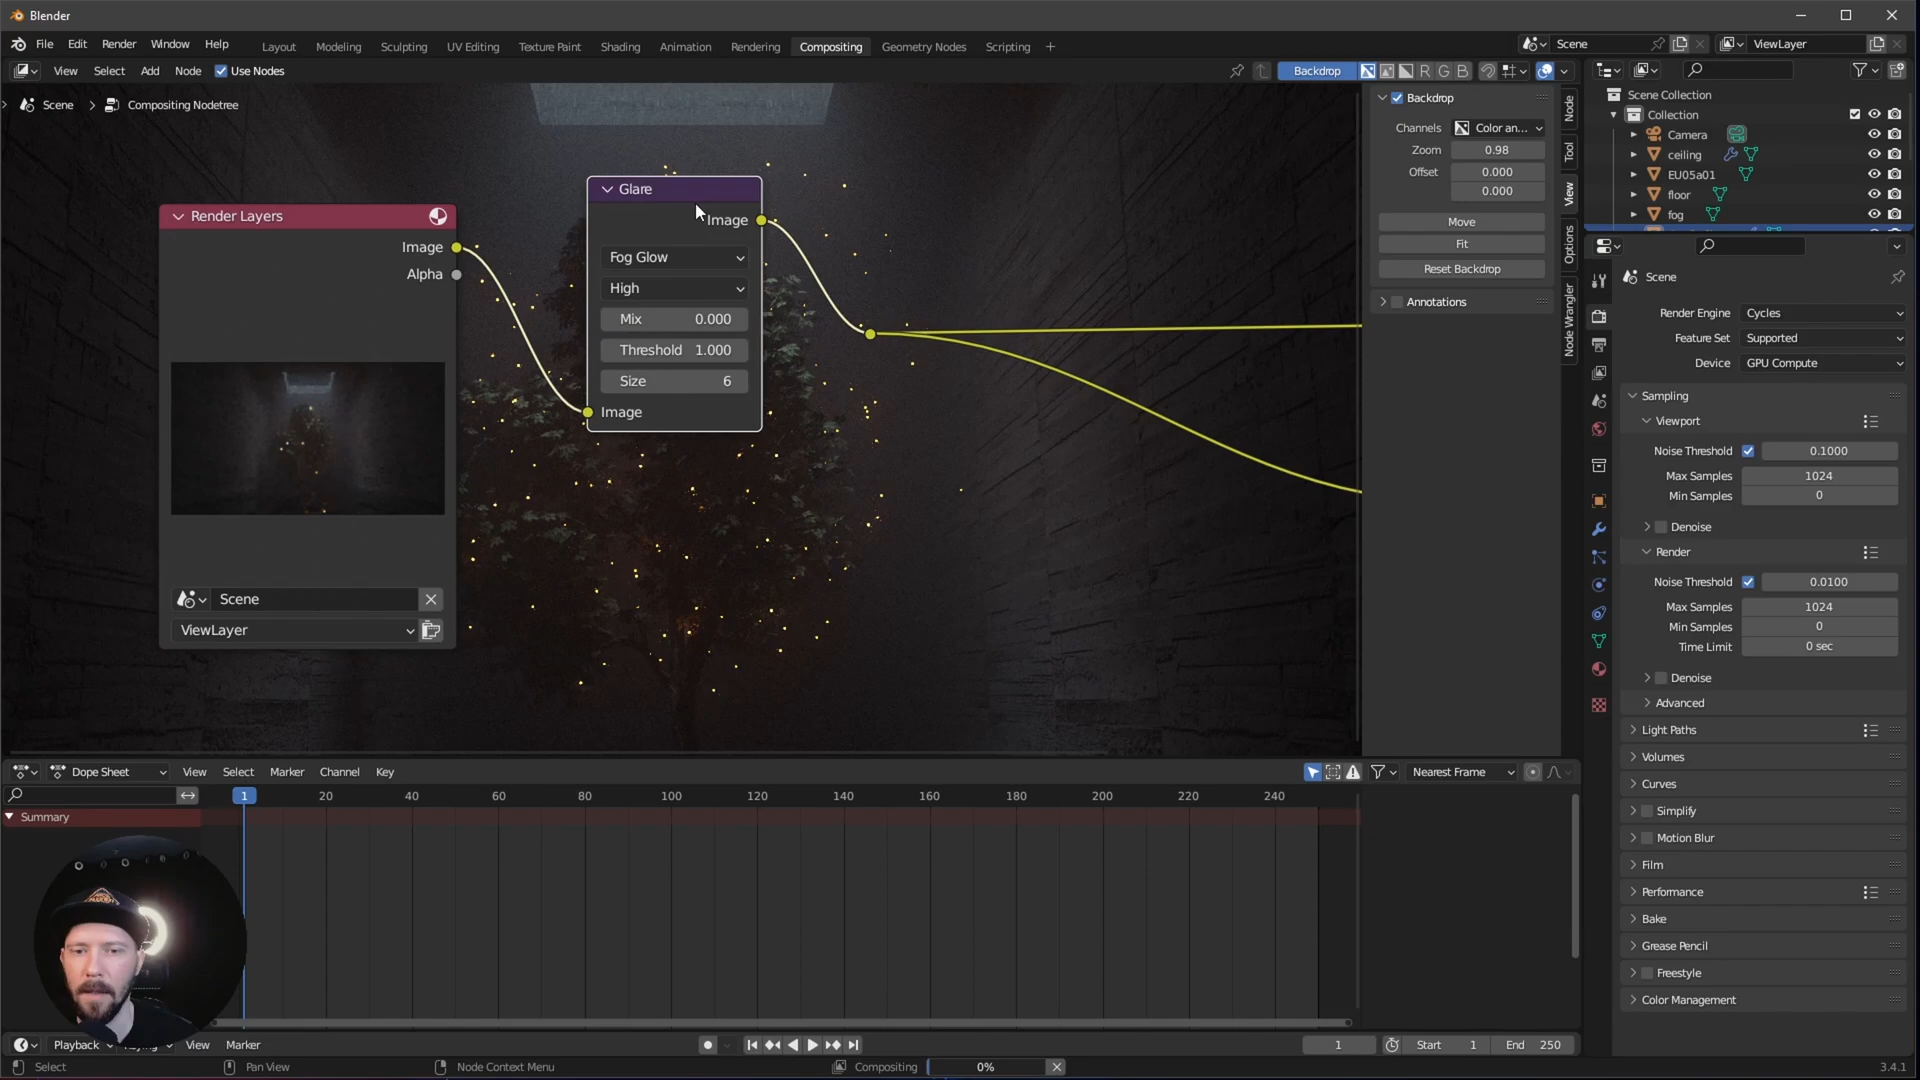 Blender
File Edit Render Window Help
Layout Modeling Sculpting UV Editing Texture Paint Shading Animation Rendering Compositing Geometry Nodes Scripting +
Scene
ViewLayer
View Select Add Node Use Nodes
Backdrop
R G B
Scene > Compositing Nodetree
Render Layers
Image
Alpha
Scene
ViewLayer
Glare
Image
Fog Glow
High
Mix 0.000
Threshold 1.000
Size 6
Image
Backdrop
Channels Color an...
Zoom 0.98
Offset 0.000
0.000
Move
Fit
Reset Backdrop
Annotations
Node
Tool
View
Options
Node Wrangler
Scene Collection
Collection
Camera
ceiling
EU05a01
floor
fog
Scene
Render Engine Cycles
Feature Set Supported
Device GPU Compute
Sampling
Viewport
Noise Threshold 0.1000
Max Samples 1024
Min Samples 0
Denoise
Render
Noise Threshold 0.0100
Max Samples 1024
Min Samples 0
Time Limit 0 sec
Denoise
Advanced
Light Paths
Volumes
Curves
Simplify
Motion Blur
Film
Performance
Bake
Grease Pencil
Freestyle
Color Management
Dope Sheet View Select Marker Channel Key
Nearest Frame
1 20 40 60 80 100 120 140 160 180 200 220 240
Summary
Playback View Marker
1 Start 1 End 250
Select Pan View Node Context Menu
Compositing 0%
3.4.1